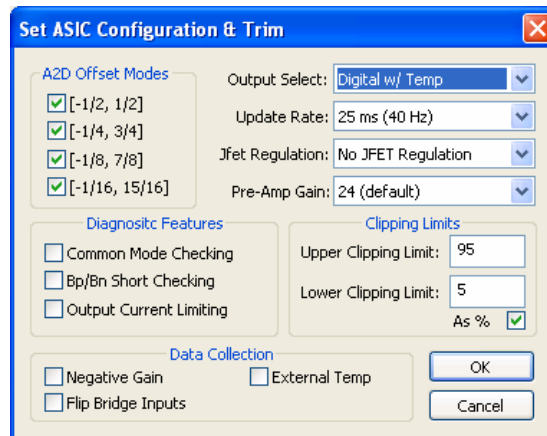 Set ASIC Configuration & Trim
A2D Offset Modes
[-1/2, 1/2]
[-1/4, 3/4]
[-1/8, 7/8]
[-1/16, 15/16]
Output Select: Digital w/ Temp
Update Rate: 25 ms (40 Hz)
Jfet Regulation: No JFET Regulation
Pre-Amp Gain: 24 (default)
Diagnositc Features
Common Mode Checking
Bp/Bn Short Checking
Output Current Limiting
Clipping Limits
Upper Clipping Limit: 95
Lower Clipping Limit: 5
As %
Data Collection
Negative Gain
External Temp
Flip Bridge Inputs
OK
Cancel